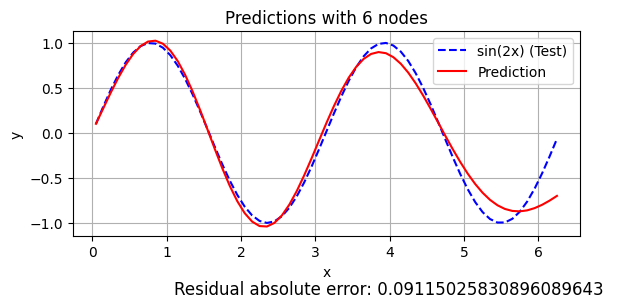 Predictions with 6 nodes
sin(2x) (Test)
Prediction
1.0
0.5
0.0
−0.5
−1.0
y
0 1 2 3 4 5 6
x
Residual absolute error: 0.09115025830896089643